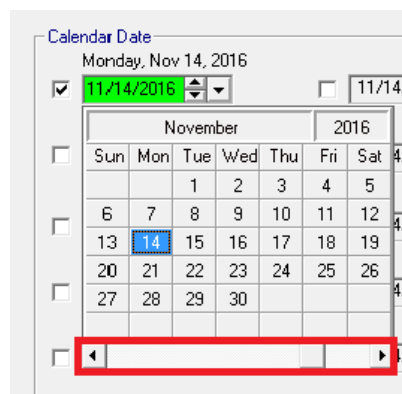 Calendar Date
Monday, Nov 14, 2016
11/14/2016 11/14
November 2016
Sun Mon Tue Wed Thu Fri Sat
1 2 3 4 5
6 7 8 9 10 11 12
13 14 15 16 17 18 19
20 21 22 23 24 25 26
27 28 29 30